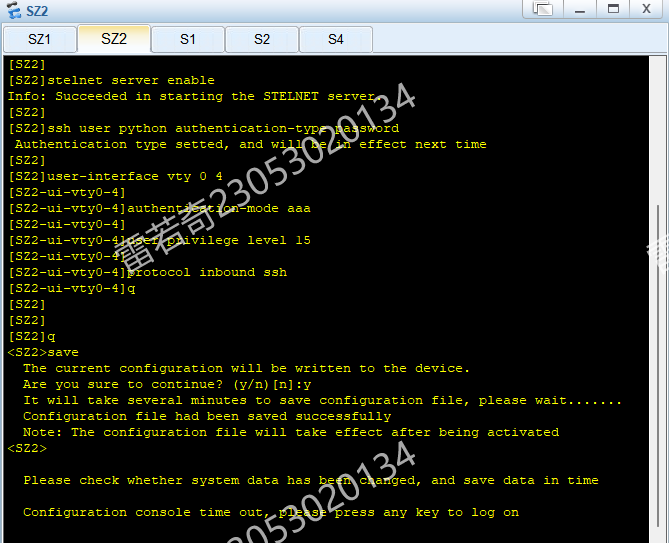 SZ2
SZ1 SZ2 S1 S2 S4
[SZ2]
[SZ2]stelnet server enable
Info: Succeeded in starting the STELNET server.
[SZ2]
[SZ2]ssh user python authentication-type password
Authentication type setted, and will be in effect next time
[SZ2]
[SZ2]user-interface vty 0 4
[SZ2-ui-vty0-4]
[SZ2-ui-vty0-4]authentication-mode aaa
[SZ2-ui-vty0-4]
[SZ2-ui-vty0-4]user privilege level 15
[SZ2-ui-vty0-4]
[SZ2-ui-vty0-4]protocol inbound ssh
[SZ2-ui-vty0-4]q
[SZ2]
[SZ2]
[SZ2]q
<SZ2>save
The current configuration will be written to the device.
Are you sure to continue? (y/n)[n]:y
It will take several minutes to save configuration file, please wait.......
Configuration file had been saved successfully
Note: The configuration file will take effect after being activated
<SZ2>
Please check whether system data has been changed, and save data in time
Configuration console time out, please press any key to log on
雷若奇23053020134
53020134